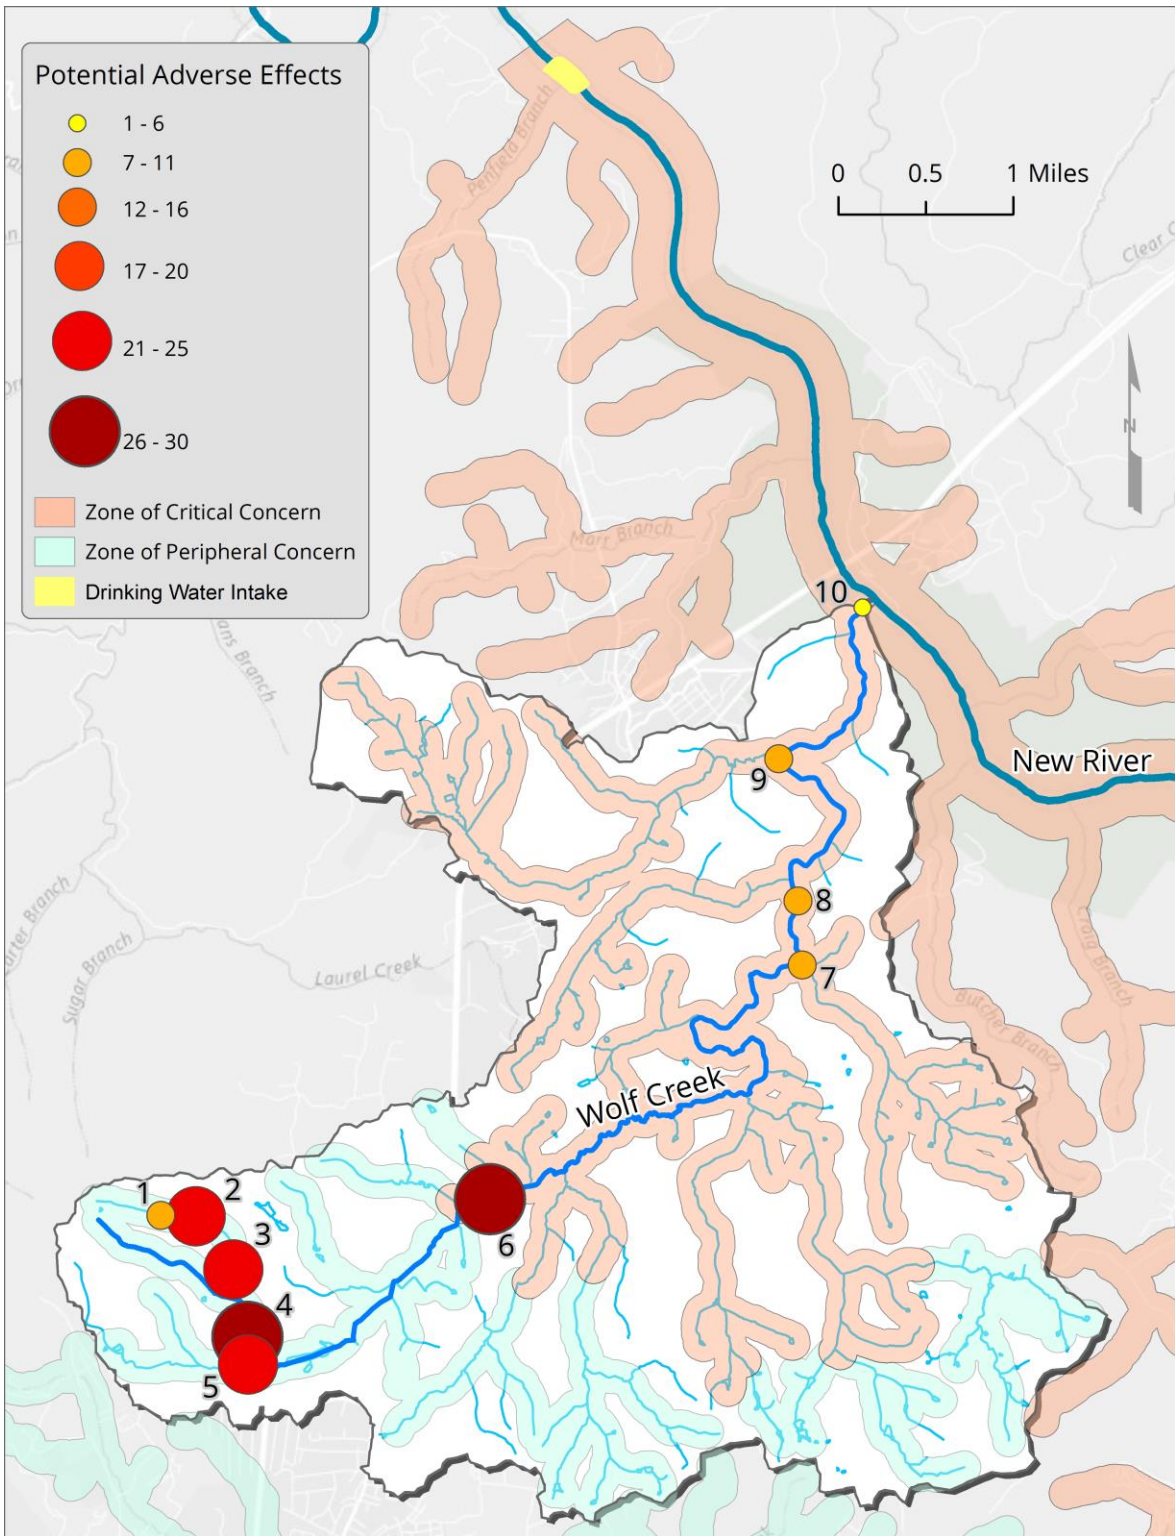 Potential Adverse Effects
1 - 6
7 - 11
12 - 16
17 - 20
21 - 25
26 - 30
Zone of Critical Concern
Zone of Peripheral Concern
Drinking Water Intake
Penfield Branch
0 0.5 1 Miles
N
Marr Branch
10
New River
9
8
7
Laurel Creek
Sugar Branch
Craig Branch
Butcher Branch
Wolf Creek
1
2
3
4
5
6